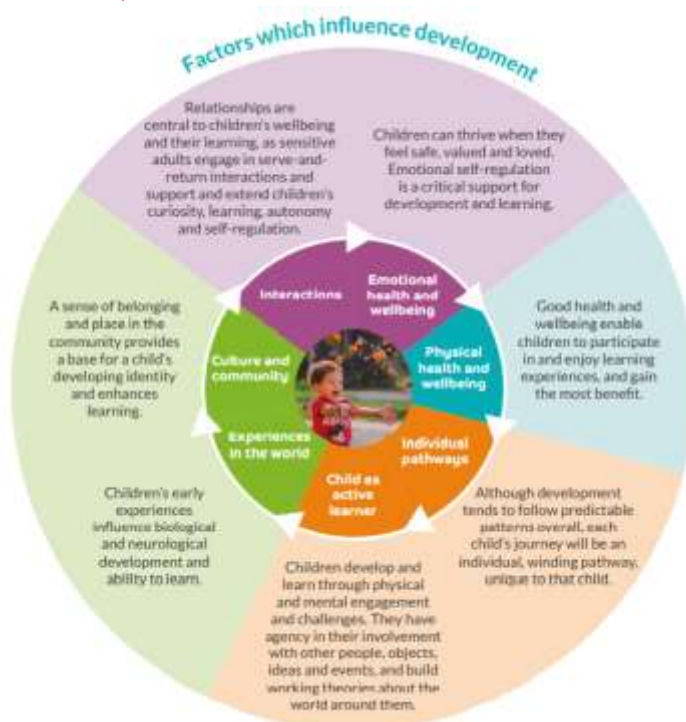 Factors which influence development
Relationships are
central to children's wellbeing
and their learning, as sensitive
adults engage in serve-and-
return interactions and
support and extend children's
curiosity, learning, autonomy
and self-regulation.
Children can thrive when they
feel safe, valued and loved.
Emotional self-regulation
is a critical support for
development and learning.
Interactions
Emotional
health and
wellbeing
A sense of belonging
and place in the
community provides
a base for a child's
developing identity
and enhances
learning.
Culture and
community
Physical
health and
wellbeing
Good health and
wellbeing enable
children to participate
in and enjoy learning
experiences, and gain
the most benefit.
Experiences
in the world
Individual
pathways
Child as
active
learner
Children's early
experiences
influence biological
and neurological
development and
ability to learn.
Although development
tends to follow predictable
patterns overall, each
child's journey will be an
individual, winding pathway,
unique to that child.
Children develop and
learn through physical
and mental engagement
and challenges. They have
agency in their involvement
with other people, objects,
ideas and events, and build
working theories about the
world around them.